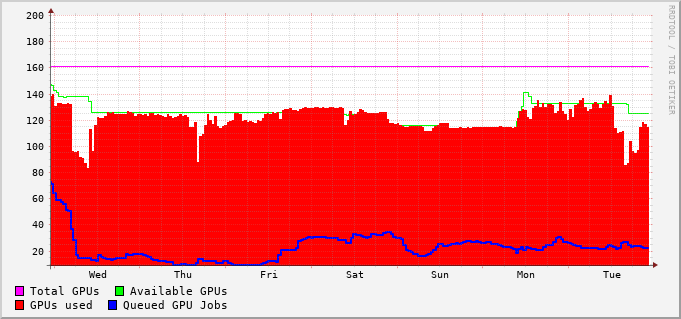 200
180
160
140
120
100
80
60
40
20
Wed Thu Fri Sat Sun Mon Tue
Total GPUs Available GPUs
GPUs used Queued GPU Jobs
RRDTOOL / TOBI OETIKER